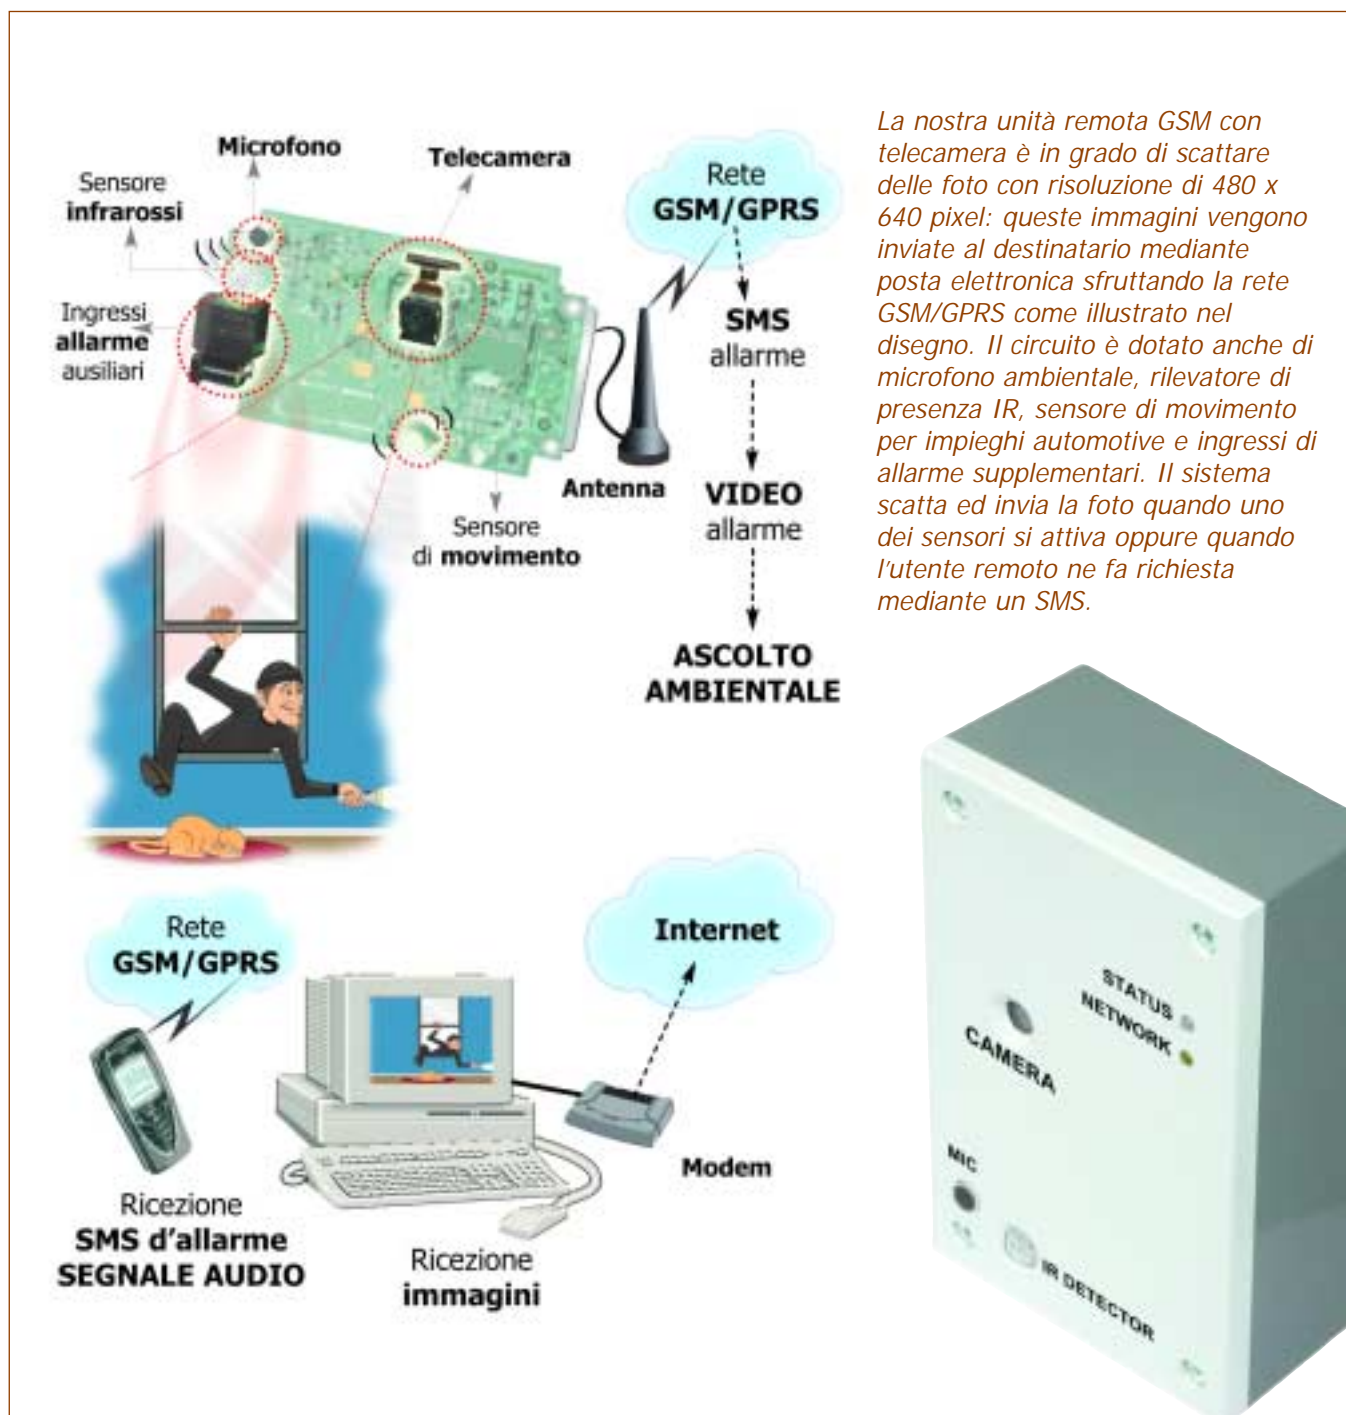 Microfono
Telecamera
Sensore
infrarossi
Ingressi
allarme
ausiliari
Rete
GSM/GPRS
SMS
allarme
Antenna
VIDEO
allarme
Sensore
di movimento
ASCOLTO
AMBIENTALE
La nostra unità remota GSM con
telecamera è in grado di scattare
delle foto con risoluzione di 480 x
640 pixel: queste immagini vengono
inviate al destinatario mediante
posta elettronica sfruttando la rete
GSM/GPRS come illustrato nel
disegno. Il circuito è dotato anche di
microfono ambientale, rilevatore di
presenza IR, sensore di movimento
per impieghi automotive e ingressi di
allarme supplementari. Il sistema
scatta ed invia la foto quando uno
dei sensori si attiva oppure quando
l'utente remoto ne fa richiesta
mediante un SMS.
Rete
GSM/GPRS
Internet
Modem
Ricezione
SMS d'allarme
SEGNALE AUDIO
Ricezione
immagini
STATUS
NETWORK
CAMERA
MIC
IR DETECTOR